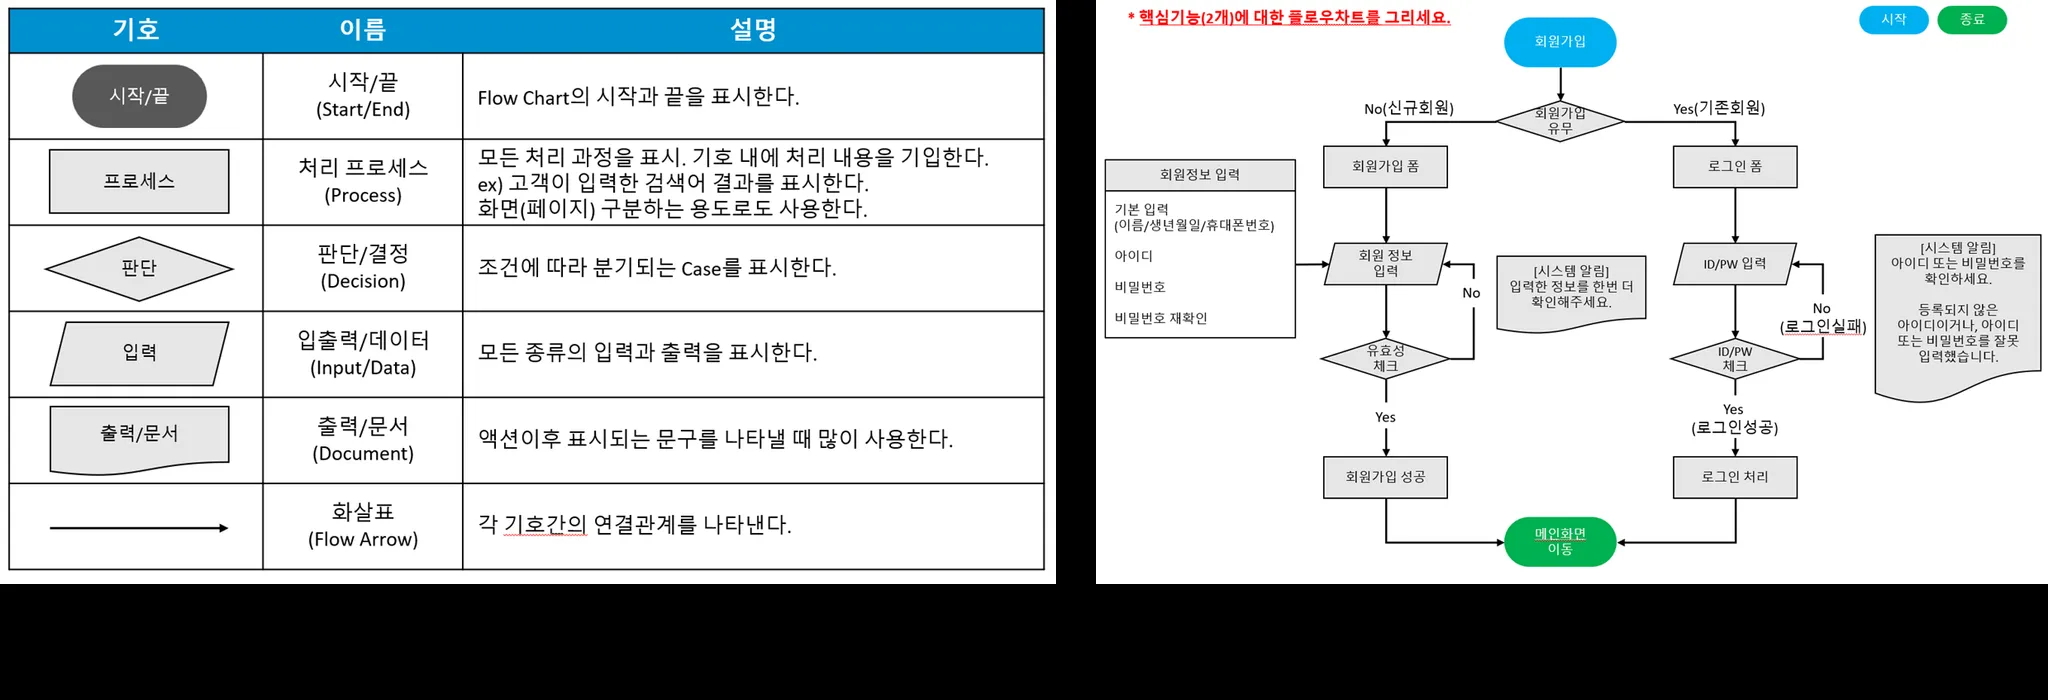 기호 이름 설명
시작/끝
시작/끝
(Start/End)
Flow Chart의 시작과 끝을 표시한다.
프로세스
처리 프로세스
(Process)
모든 처리 과정을 표시. 기호 내에 처리 내용을 기입한다.
ex) 고객이 입력한 검색어 결과를 표시한다.
화면(페이지) 구분하는 용도로도 사용한다.
판단
판단/결정
(Decision)
조건에 따라 분기되는 Case를 표시한다.
입력
입출력/데이터
(Input/Data)
모든 종류의 입력과 출력을 표시한다.
출력/문서
출력/문서
(Document)
액션이후 표시되는 문구를 나타낼 때 많이 사용한다.
화살표
(Flow Arrow)
각 기호간의 연결관계를 나타낸다.
* 핵심기능(2개)에 대한 플로우차트를 그리세요.
시작
종료
회원가입
회원가입
유무
No(신규회원)
Yes(기존회원)
회원가입 폼
로그인 폼
회원정보 입력
기본 입력
(이름/생년월일/휴대폰번호)
아이디
비밀번호
비밀번호 재확인
회원 정보
입력
No
[시스템 알림]
입력한 정보를 한번 더
확인해주세요.
ID/PW 입력
No
(로그인실패)
[시스템 알림]
아이디 또는 비밀번호를
확인하세요.
등록되지 않은
아이디이거나, 아이디
또는 비밀번호를 잘못
입력했습니다.
유효성
체크
ID/PW
체크
Yes
Yes
(로그인성공)
회원가입 성공
로그인 처리
메인화면
이동